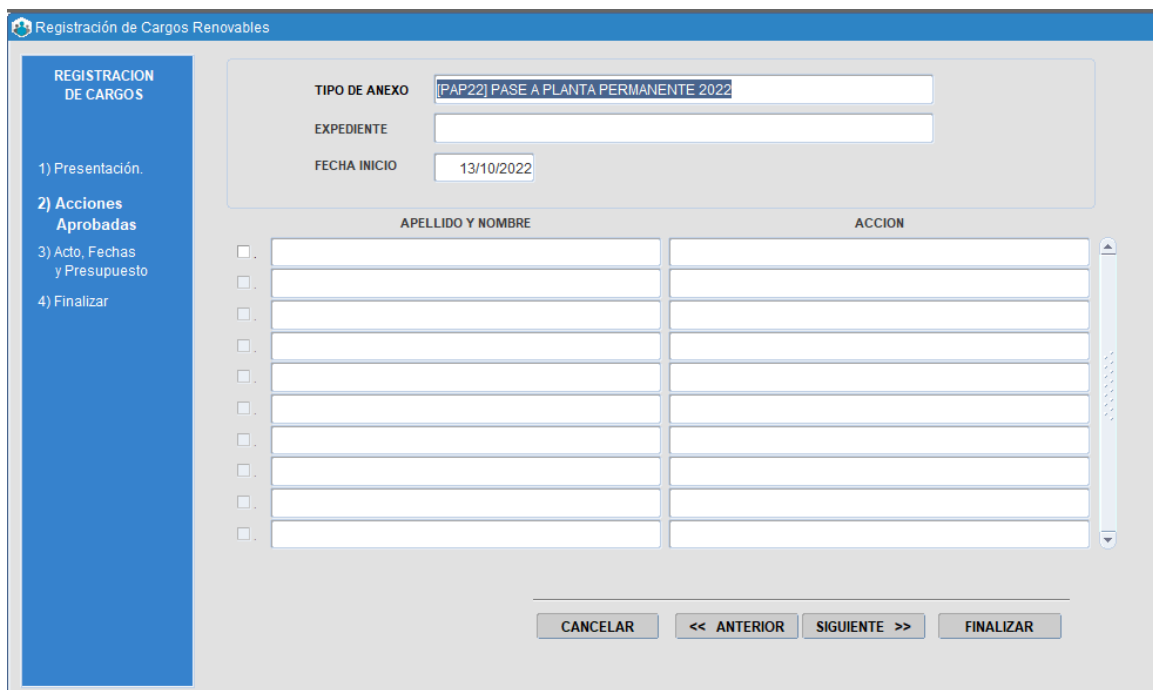 Registración de Cargos Renovables
REGISTRACION
DE CARGOS
1) Presentación.
2) Acciones
Aprobadas
3) Acto, Fechas
y Presupuesto
4) Finalizar
TIPO DE ANEXO [PAP22] PASE A PLANTA PERMANENTE 2022
EXPEDIENTE
FECHA INICIO 13/10/2022
APELLIDO Y NOMBRE ACCION
.
.
.
.
.
.
.
.
.
.
CANCELAR << ANTERIOR SIGUIENTE >> FINALIZAR